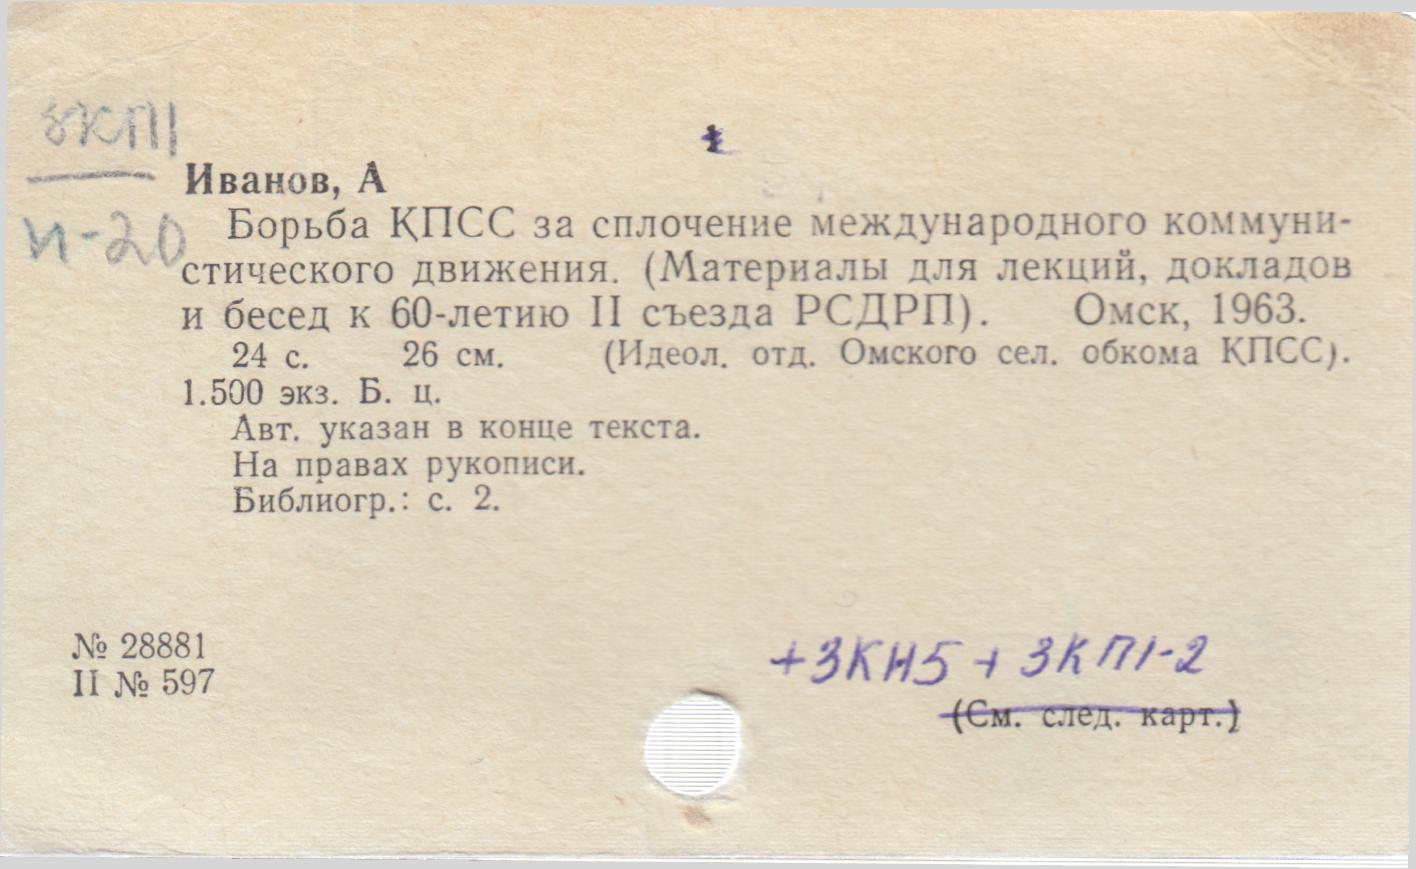 3КП1
И-20
Иванов, А
Борьба КПСС за сплочение международного коммуни-
стического движения. (Материалы для лекций, докладов
и бесед к 60-летию II съезда РСДРП). Омск, 1963.
24 с. 26 см. (Идеол. отд. Омского сел. обкома КПСС).
1.500 экз. Б. ц.
Авт. указан в конце текста.
На правах рукописи.
Библиогр.: с. 2.
№ 28881
II № 597
+3КН5 + 3КП1-2
(См. след. карт.)